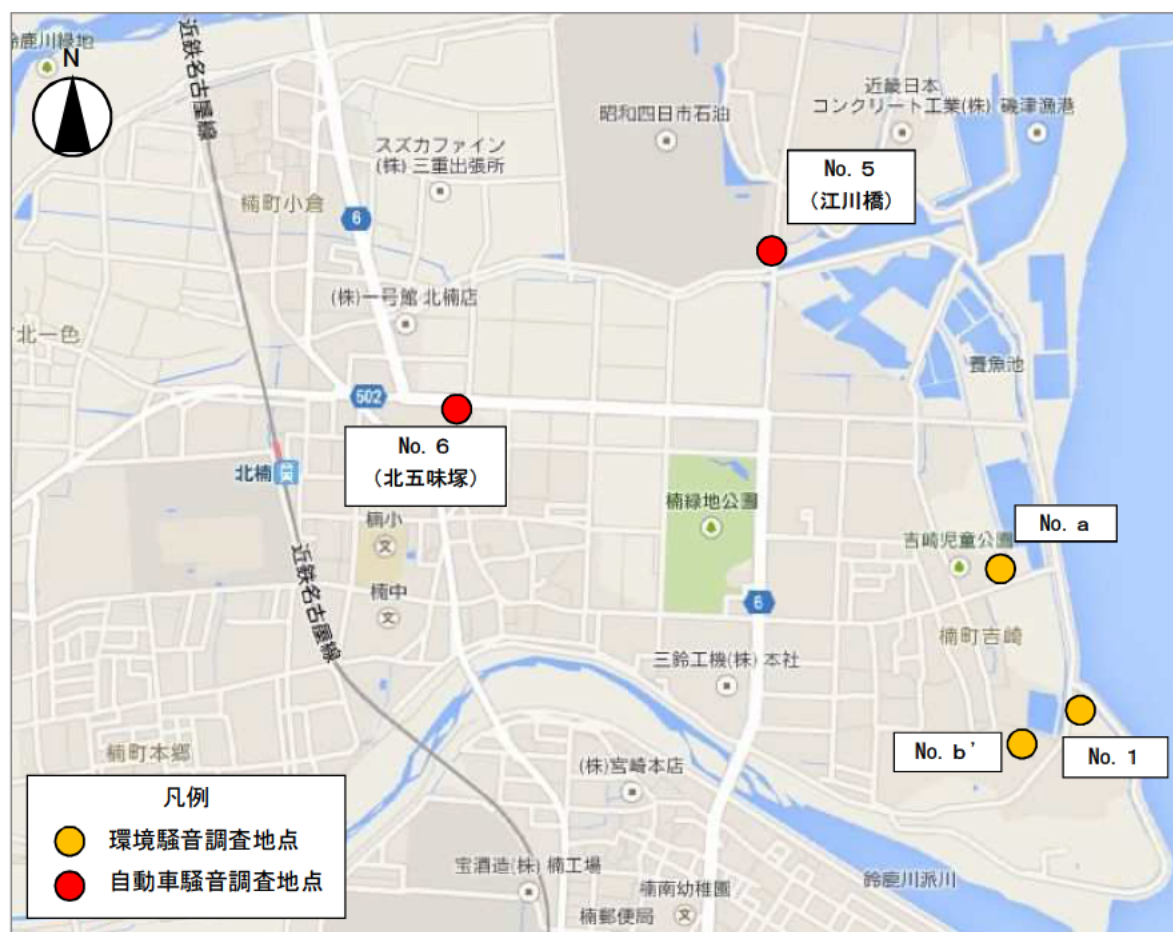 鈴鹿川緑地
N
近鉄名古屋線
近畿日本
コンクリート工業(株)
磯津漁港
昭和四日市石油
スズカファイン
(株)三重出張所
No. 5
(江川橋)
楠町小倉
6
(株)一号館 北楠店
北一色
養魚池
502
No. 6
(北五味塚)
北楠
楠緑地公園
No. a
楠小
吉崎児童公園
近鉄名古屋線
楠中
6
楠町吉崎
三鈴工機(株) 本社
楠町本郷
No. b'
No. 1
(株)宮崎本店
凡例
環境騒音調査地点
自動車騒音調査地点
宝酒造(株) 楠工場
楠南幼稚園
鈴鹿川派川
楠郵便局